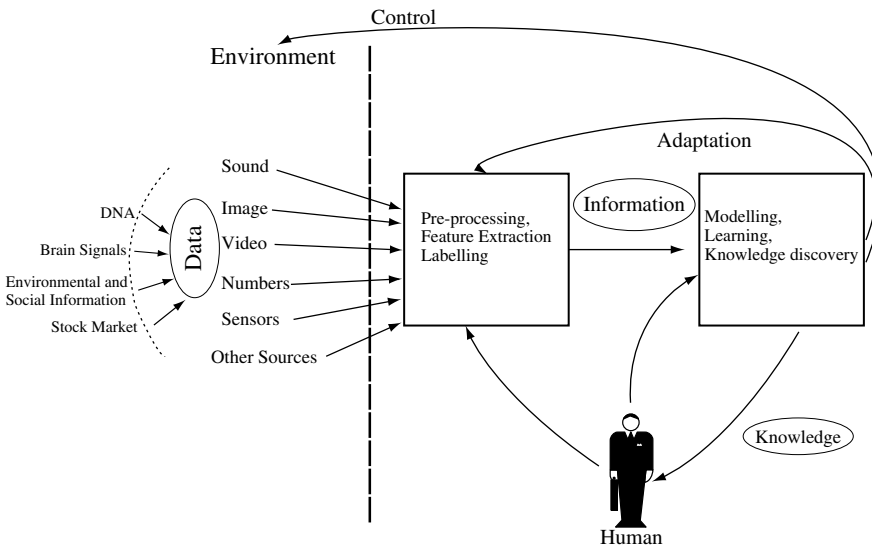 Control
Environment
Adaptation
Sound
Image
Video
Numbers
Sensors
Other Sources
DNA
Brain Signals
Environmental and
Social Information
Stock Market
Data
Pre-processing,
Feature Extraction
Labelling
Information
Modelling,
Learning,
Knowledge discovery
Knowledge
Human